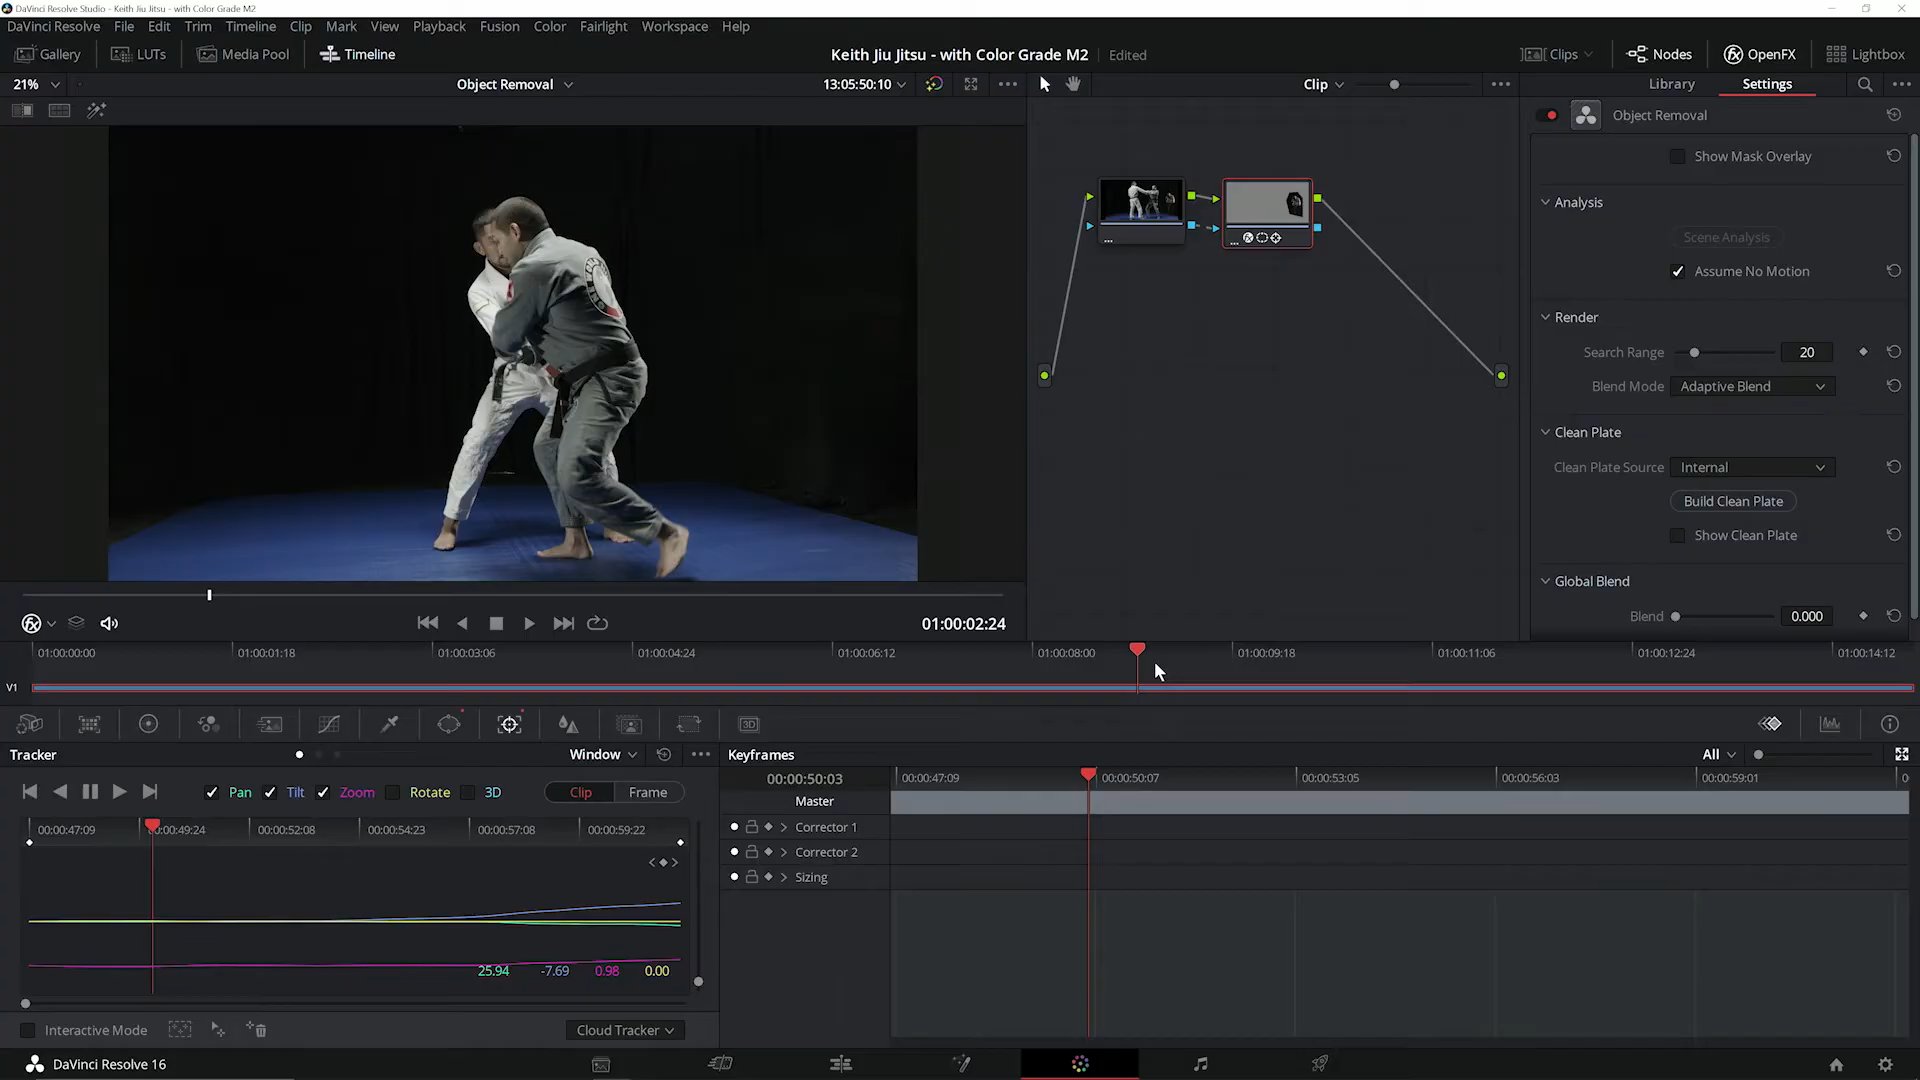 DaVinci Resolve Studio - Keith Jiu Jitsu - with Color Grade M2
DaVinci Resolve File Edit Trim Timeline Clip Mark View Playback Fusion Color Fairlight Workspace Help
Gallery LUTs Media Pool Timeline Keith Jiu Jitsu - with Color Grade M2 Edited Clips Nodes OpenFX Lightbox
21% Object Removal 13:05:50:10 Clip Library Settings
Object Removal
Show Mask Overlay
Analysis
Scene Analysis
Assume No Motion
Render
Search Range 20
Blend Mode Adaptive Blend
Clean Plate
Clean Plate Source Internal
Build Clean Plate
Show Clean Plate
Global Blend
Blend 0.000
01:00:02:24
01:00:00:00 01:00:01:18 01:00:03:06 01:00:04:24 01:00:06:12 01:00:08:00 01:00:09:18 01:00:11:06 01:00:12:24 01:00:14:12
V1
3D
Tracker Window Keyframes All
00:00:50:03 00:00:47:09 00:00:50:07 00:00:53:05 00:00:56:03 00:00:59:01
Pan Tilt Zoom Rotate 3D Clip Frame
Master
00:00:47:09 00:00:49:24 00:00:52:08 00:00:54:23 00:00:57:08 00:00:59:22
Corrector 1
Corrector 2
Sizing
25.94 -7.69 0.98 0.00
Interactive Mode Cloud Tracker
DaVinci Resolve 16